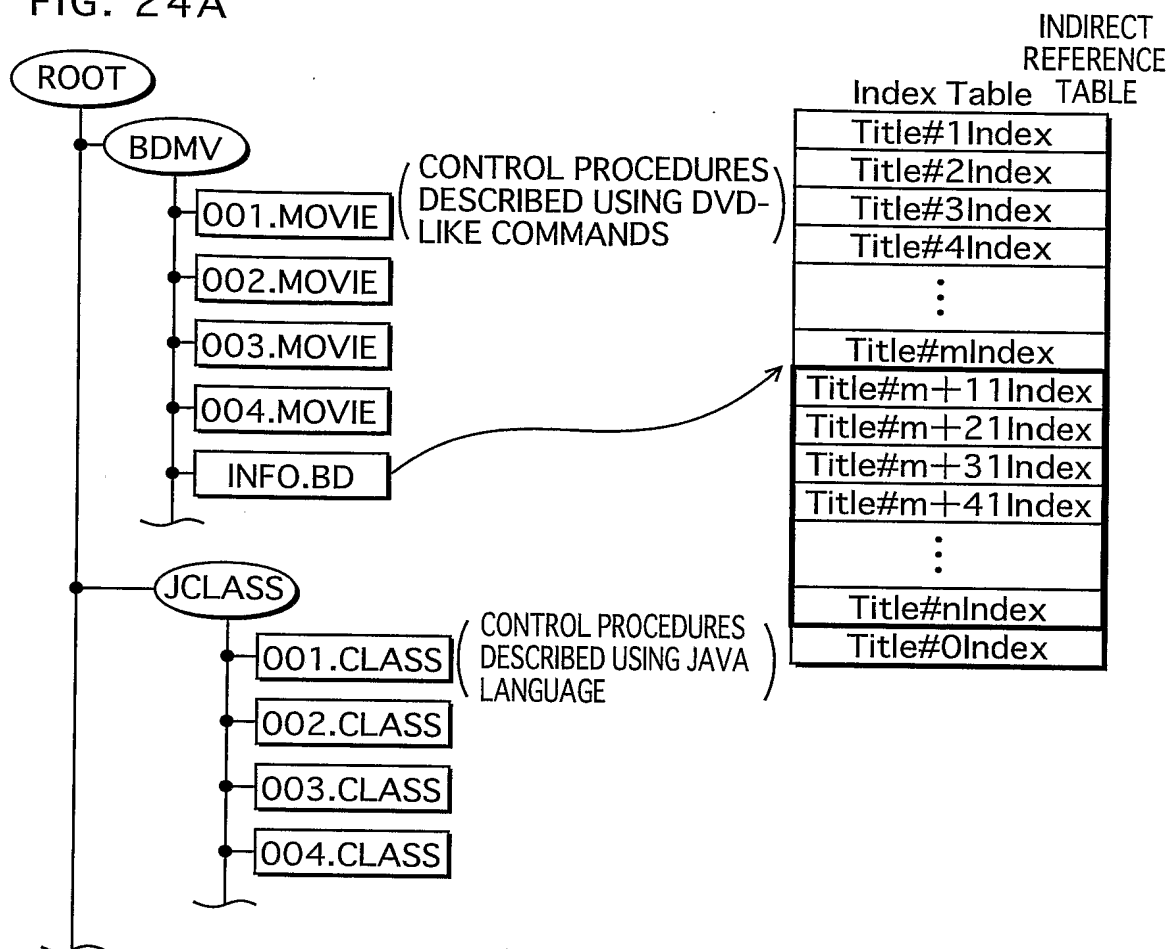 FIG. 24A
ROOT
BDMV
001.MOVIE
CONTROL PROCEDURES
DESCRIBED USING DVD-
LIKE COMMANDS
002.MOVIE
003.MOVIE
004.MOVIE
INFO.BD
JCLASS
001.CLASS
CONTROL PROCEDURES
DESCRIBED USING JAVA
LANGUAGE
002.CLASS
003.CLASS
004.CLASS
INDIRECT
REFERENCE
TABLE
Index Table
Title#1Index
Title#2Index
Title#3Index
Title#4Index
Title#mIndex
Title#m+11Index
Title#m+21Index
Title#m+31Index
Title#m+41Index
Title#nIndex
Title#0Index